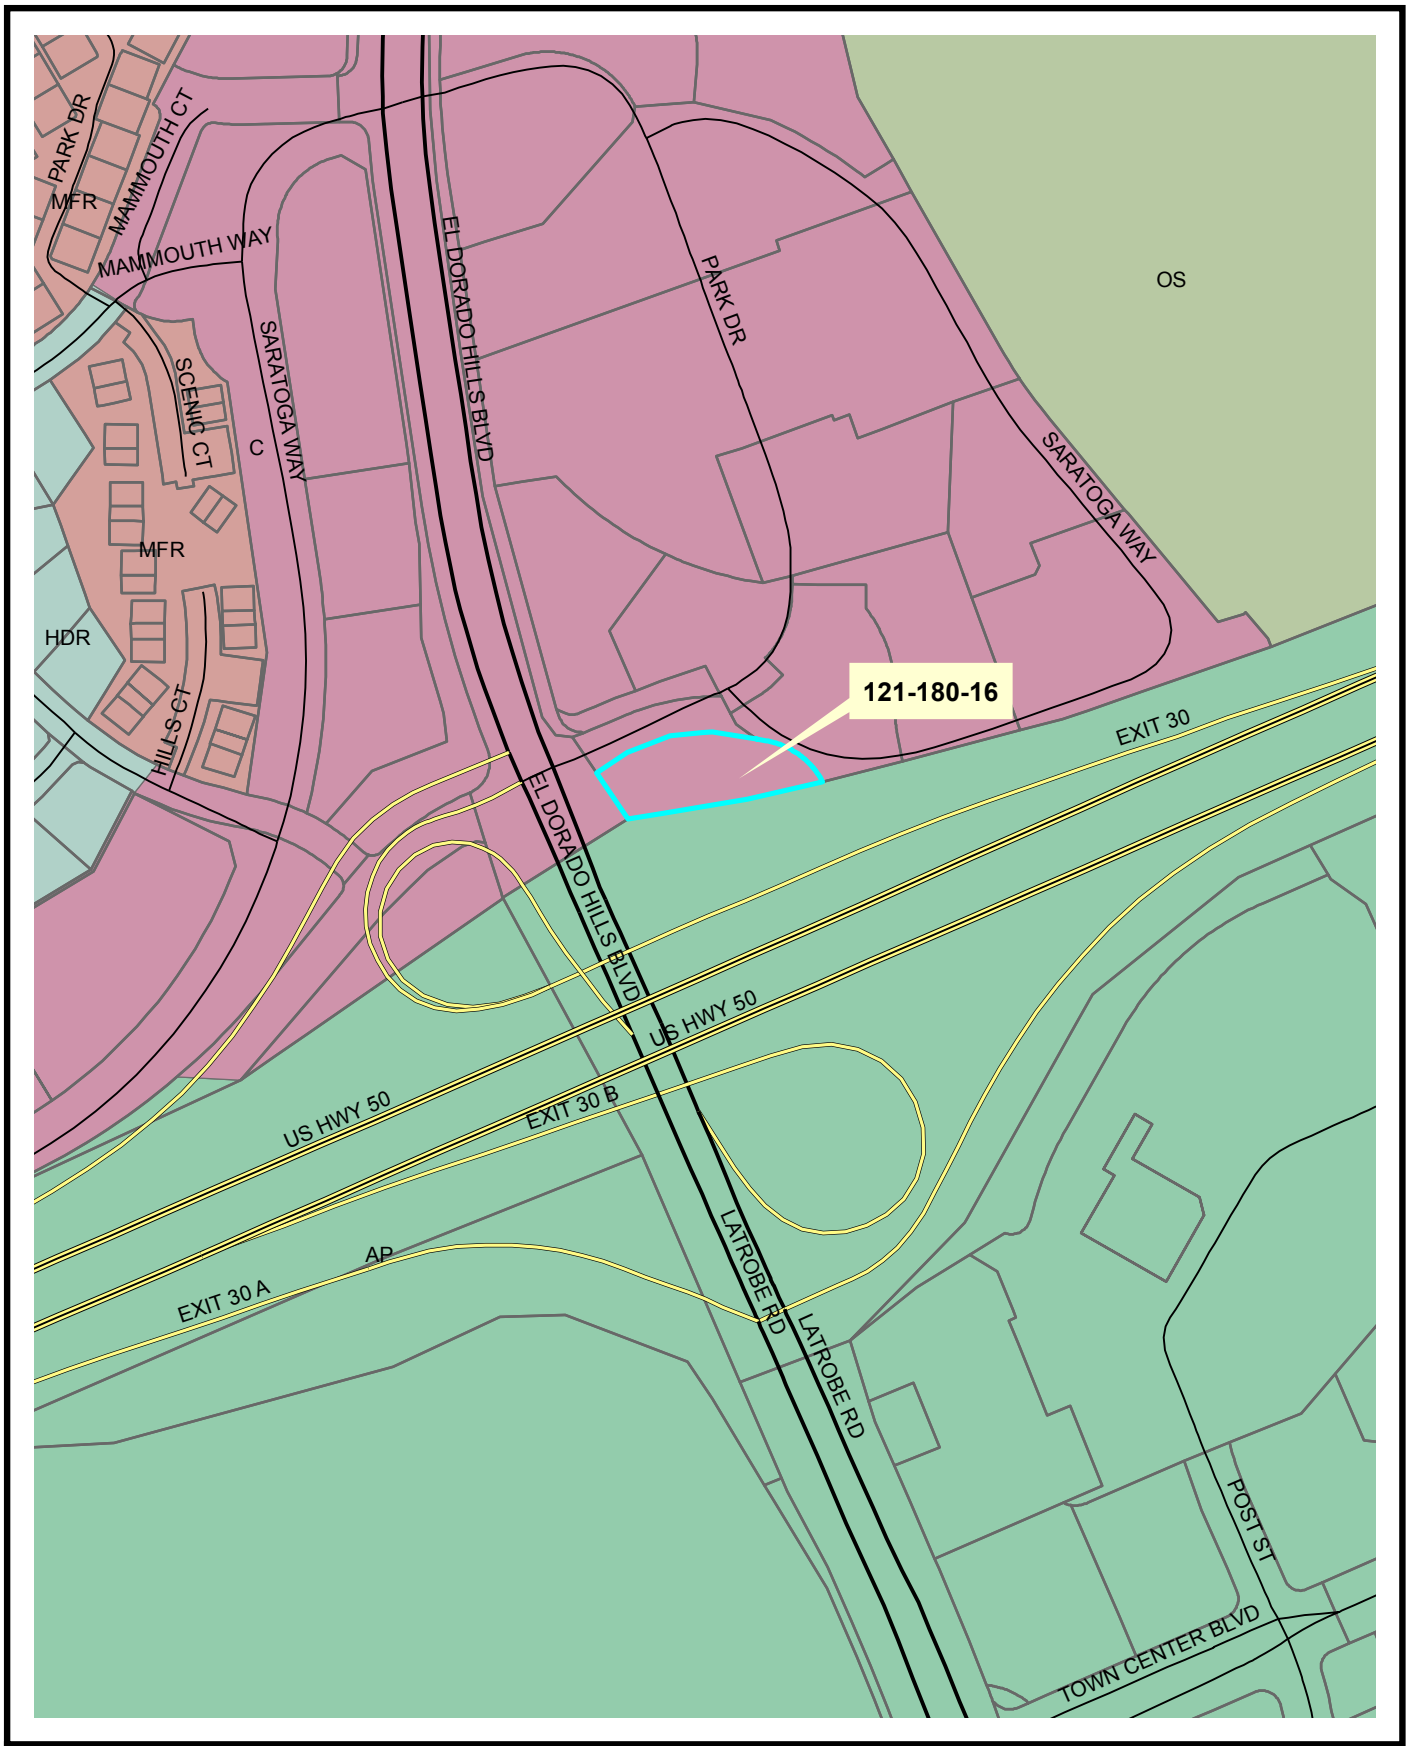 PARK DR
MAMMOUTH CT
MFR
MAMMOUTH WAY
EL DORADO HILLS BLVD
PARK DR
OS
SARATOGA WAY
SCENIC CT
C
SARATOGA WAY
MFR
HDR
HILLS CT
121-180-16
EXIT 30
EL DORADO HILLS BLVD
US HWY 50
US HWY 50
EXIT 30 B
AP
EXIT 30 A
LATROBE RD
LATROBE RD
POST ST
TOWN CENTER BLVD